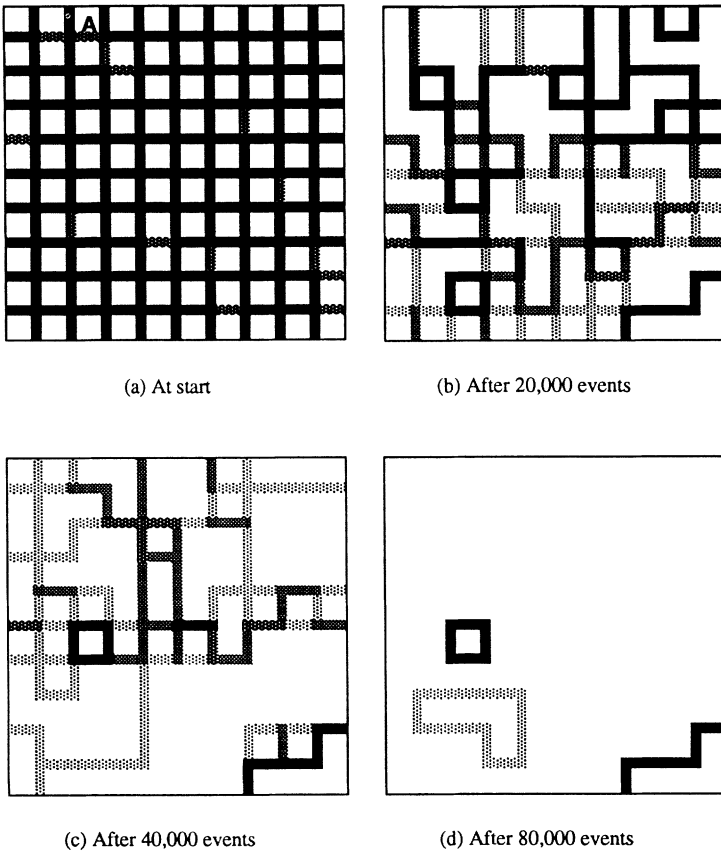 A
(a) At start
(b) After 20,000 events
(c) After 40,000 events
(d) After 80,000 events